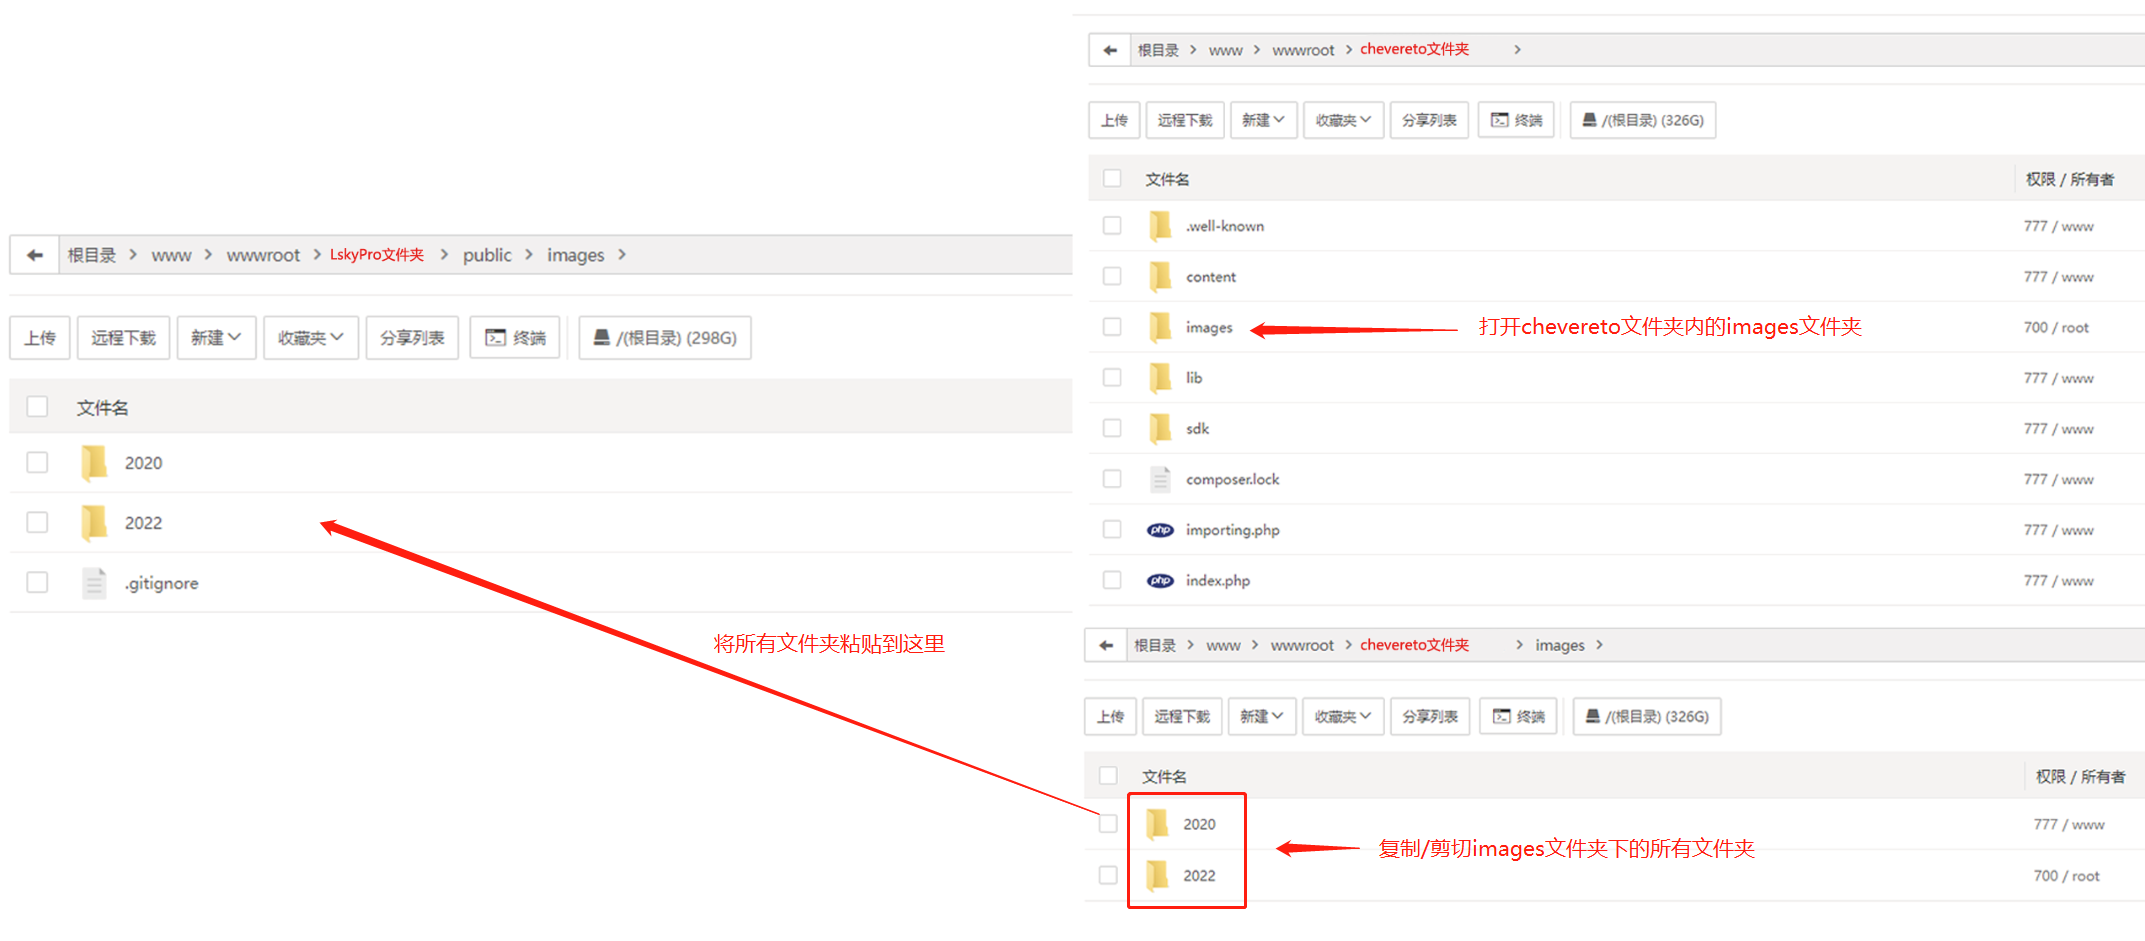 根目录 > www > wwwroot > LskyPro文件夹 > public > images >
上传 远程下载 新建 收藏夹 分享列表 终端 /(根目录) (298G)
文件名
2020
2022
.gitignore
将所有文件夹粘贴到这里
根目录 > www > wwwroot > chevereto文件夹 >
上传 远程下载 新建 收藏夹 分享列表 终端 /(根目录) (326G)
文件名 权限 / 所有者
.well-known 777 / www
content 777 / www
images 打开chevereto文件夹内的images文件夹 700 / root
lib 777 / www
sdk 777 / www
composer.lock 777 / www
php importing.php 777 / www
php index.php 777 / www
根目录 > www > wwwroot > chevereto文件夹 > images >
上传 远程下载 新建 收藏夹 分享列表 终端 /(根目录) (326G)
文件名 权限 / 所有者
2020 777 / www
复制/剪切images文件夹下的所有文件夹
2022 700 / root